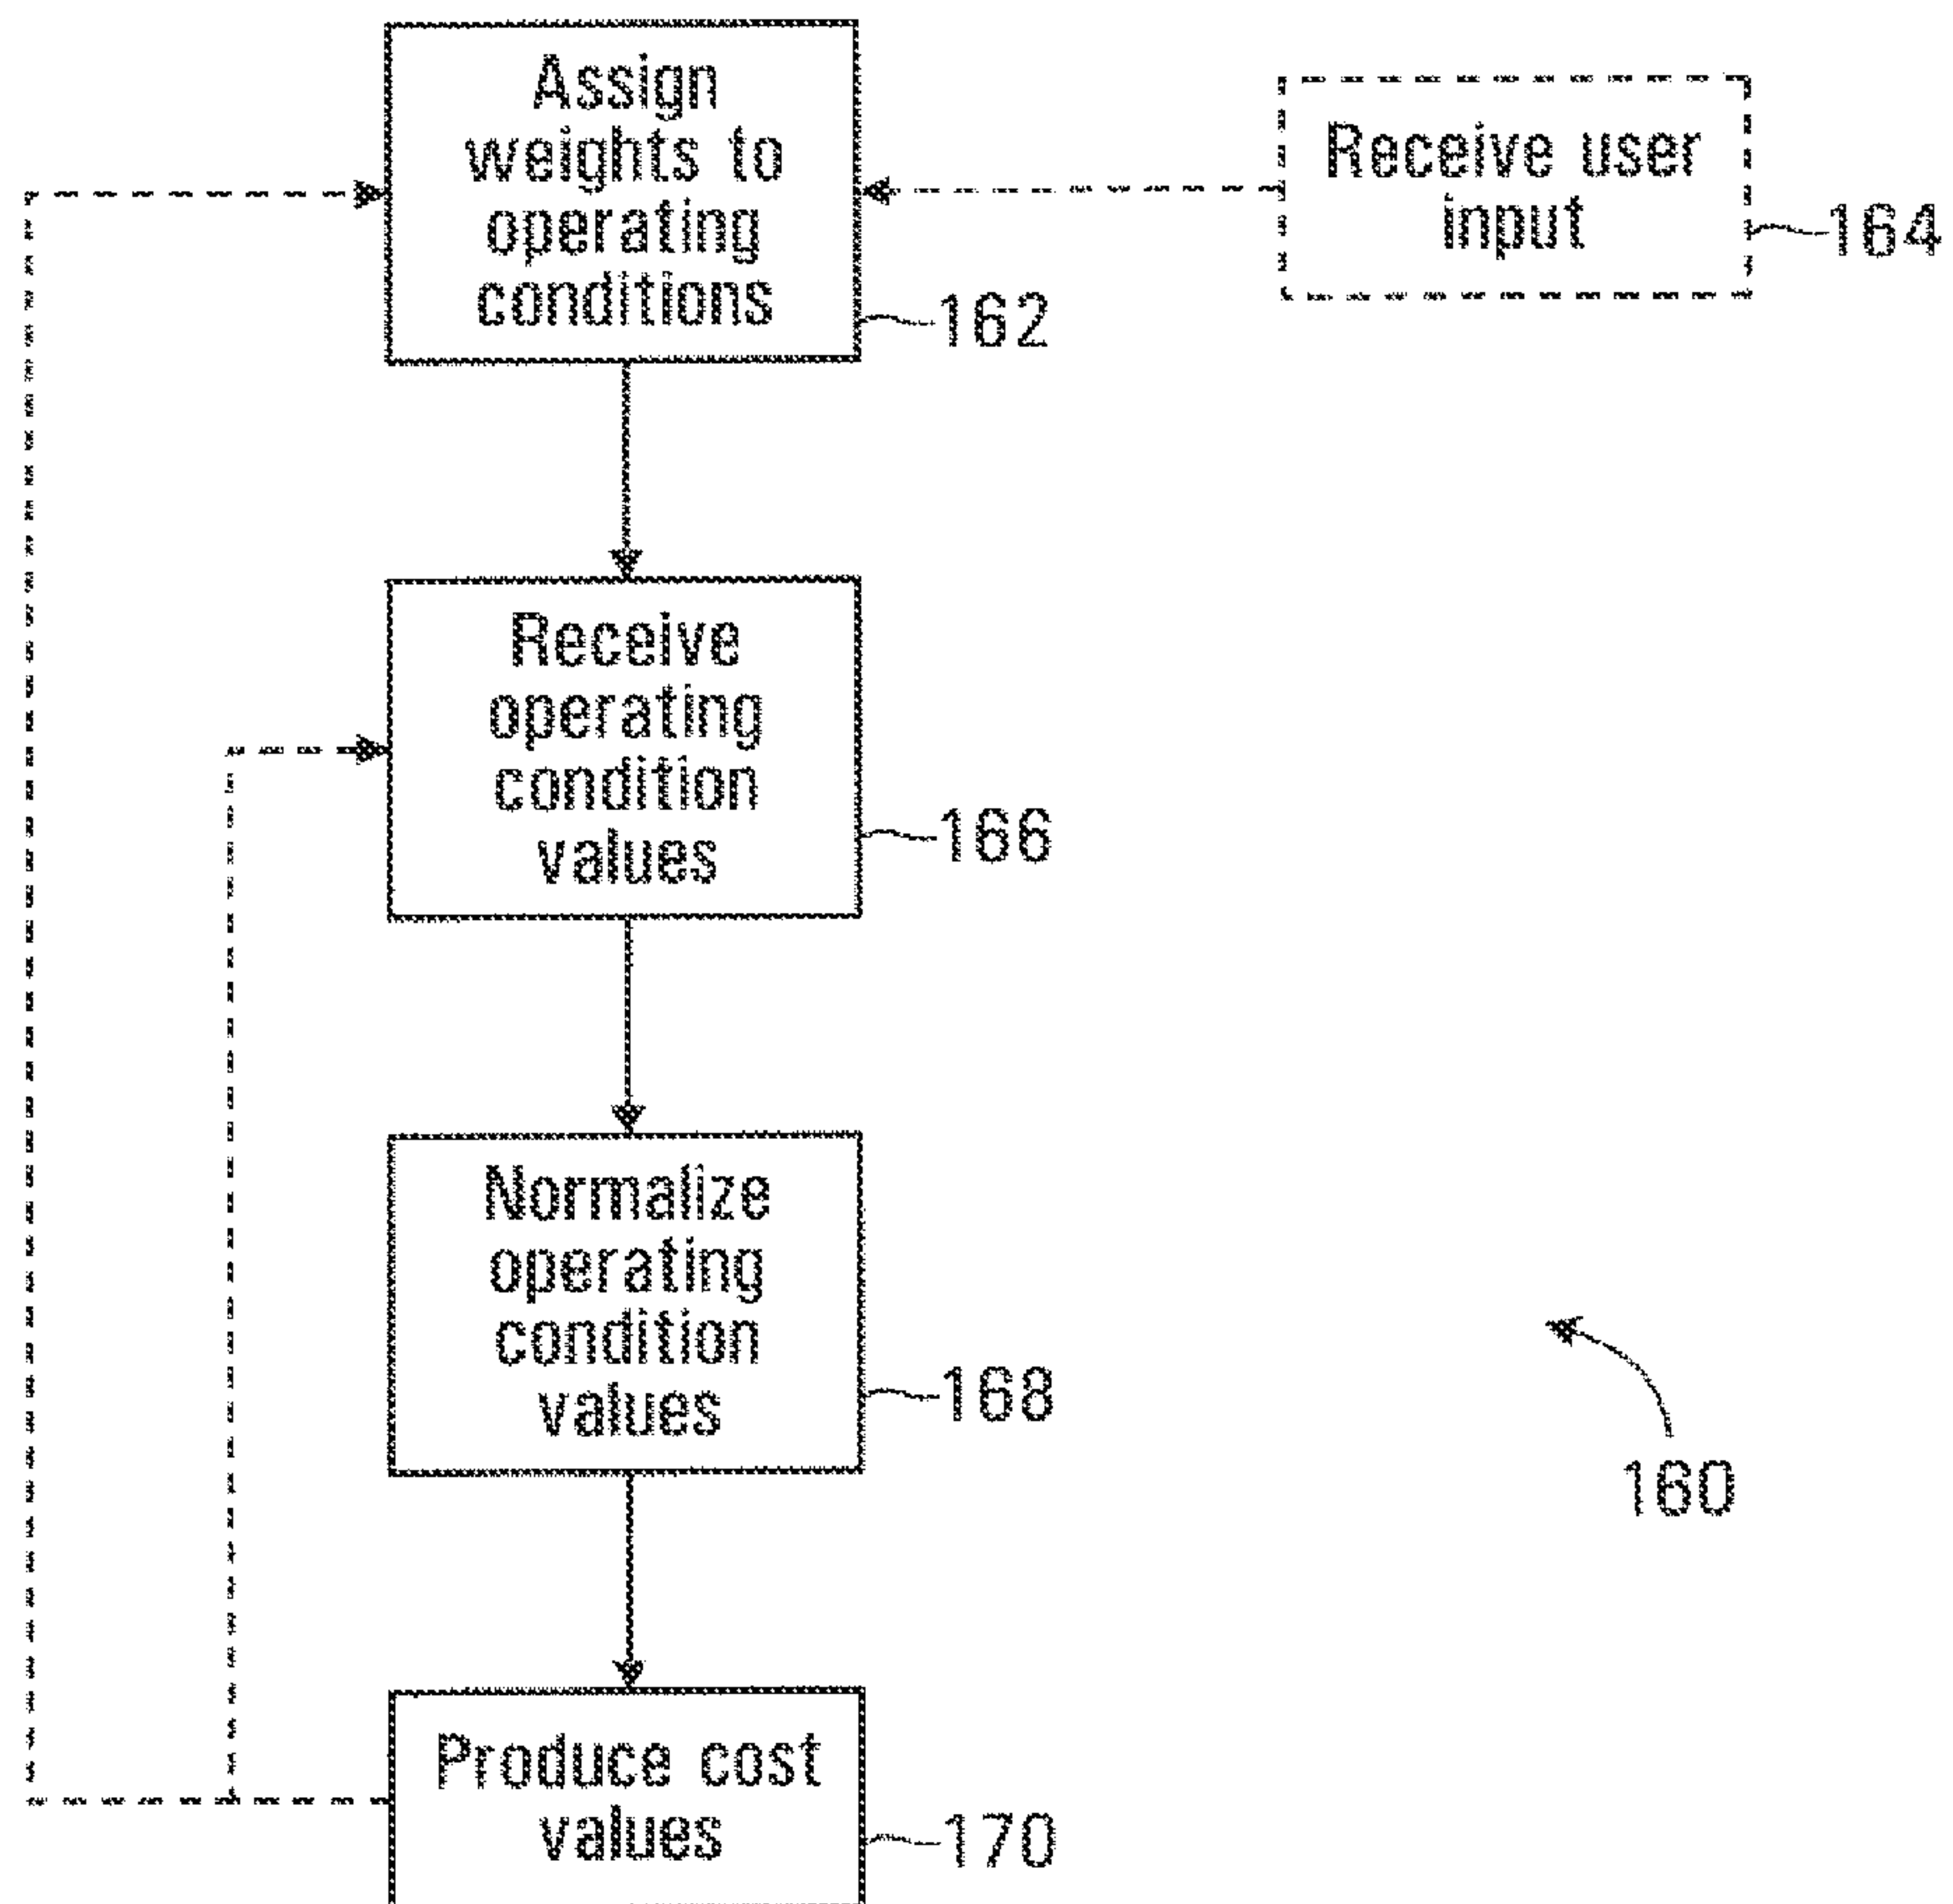 Assign
weights to
operating
conditions
162
Receive user
input
164
Receive
operating
condition
values
166
Normalize
operating
condition
values
168
160
Produce cost
values
170